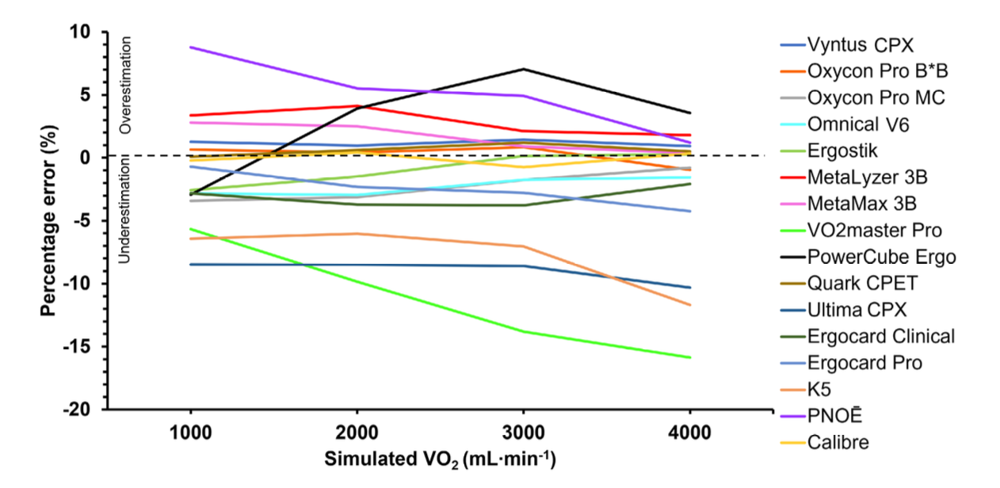 10
5
0
-5
-10
-15
-20
Percentage error (%)
Overestimation
Underestimation
1000 2000 3000 4000
Simulated VO₂ (mL·min⁻¹)
Vyntus CPX
Oxycon Pro B*B
Oxycon Pro MC
Omnical V6
Ergostik
MetaLyzer 3B
MetaMax 3B
VO2master Pro
PowerCube Ergo
Quark CPET
Ultima CPX
Ergocard Clinical
Ergocard Pro
K5
PNOĒ
Calibre